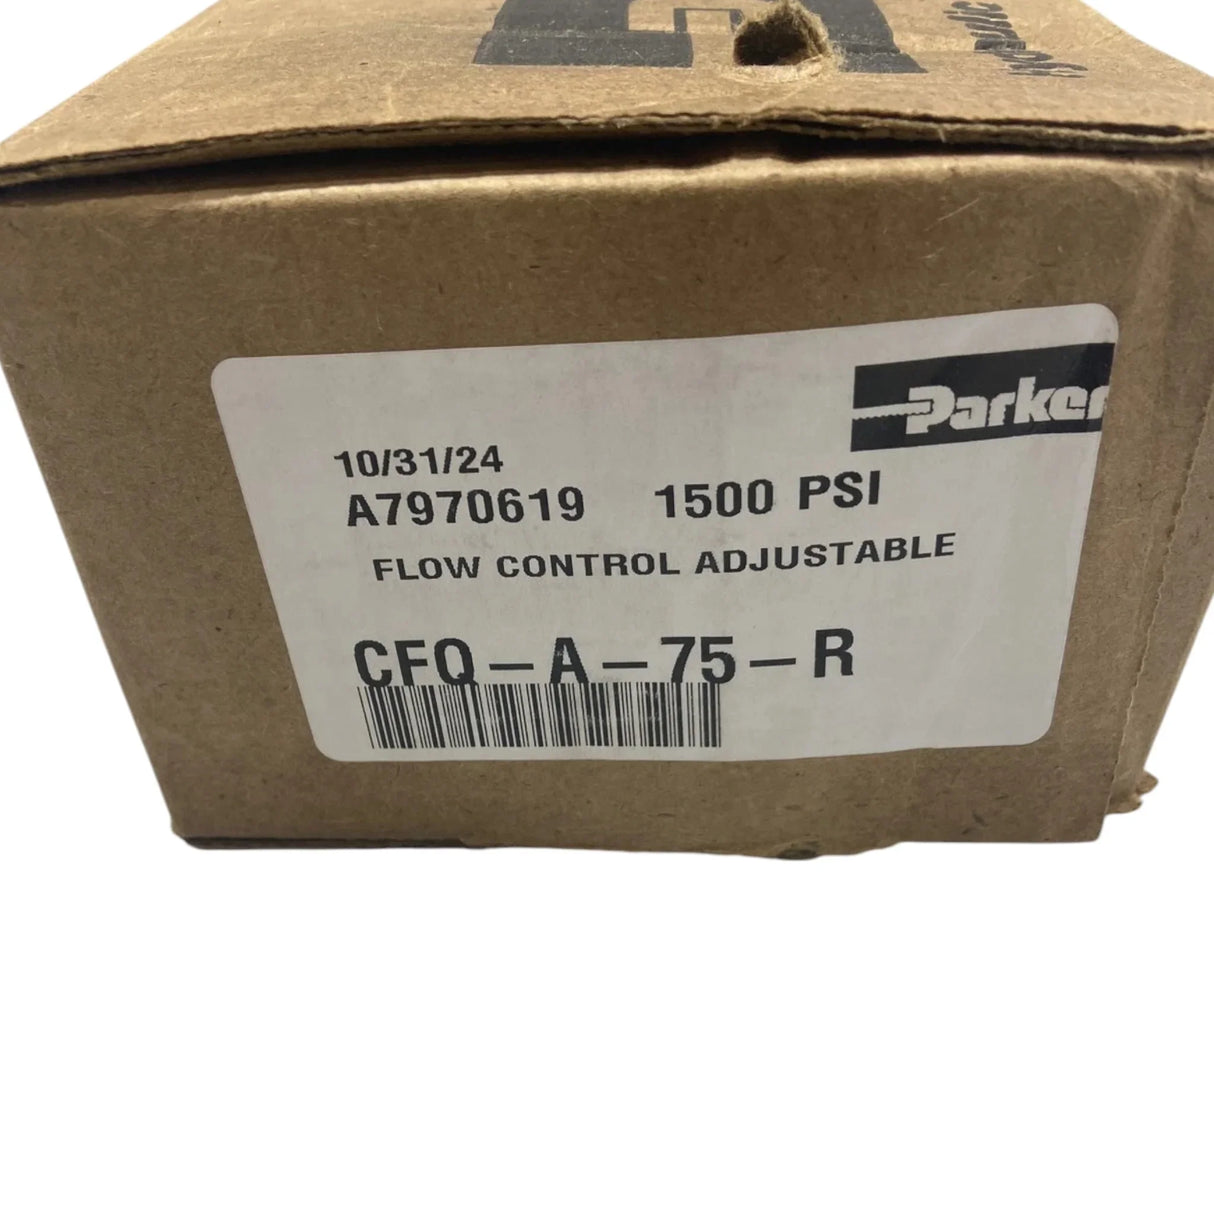 Parker
10/31/24
A7970619 1500 PSI
FLOW CONTROL ADJUSTABLE
CFQ-A-75-R